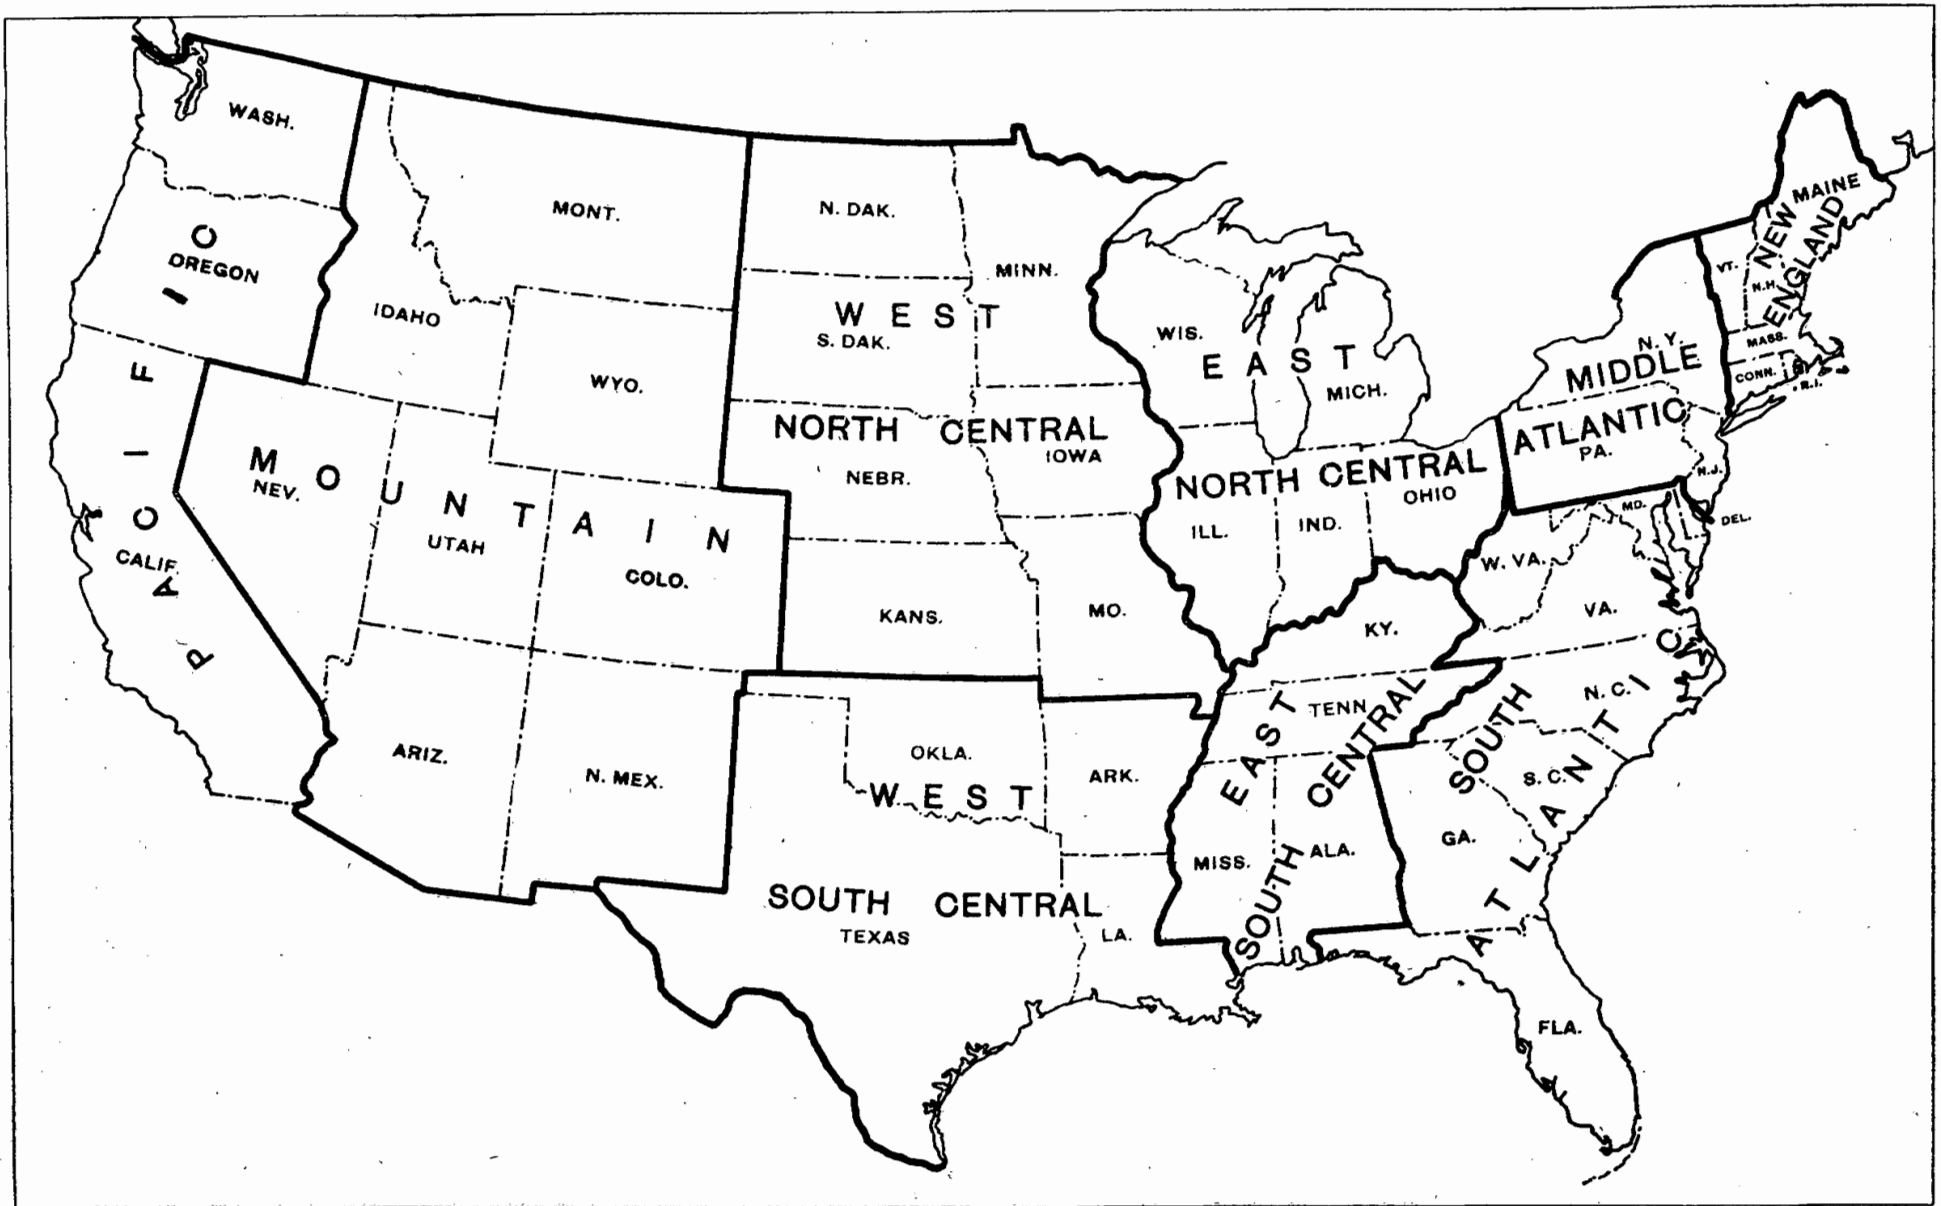 WASH.
OREGON
CALIF.
PACIFIC
IDAHO
MONT.
WYO.
NEV.
UTAH
COLO.
ARIZ.
N. MEX.
MOUNTAIN
N. DAK.
MINN.
WEST
S. DAK.
NORTH CENTRAL
IOWA
NEBR.
KANS.
MO.
OKLA.
ARK.
WEST
SOUTH CENTRAL
TEXAS
LA.
WIS.
EAST
MICH.
NORTH CENTRAL
OHIO
ILL.
IND.
KY.
TENN.
EAST
SOUTH CENTRAL
MISS.
ALA.
MAINE
NEW
ENGLAND
VT.
N.H.
MASS.
CONN.
R.I.
N.Y.
MIDDLE
ATLANTIC
PA.
N.J.
MD.
DEL.
W. VA.
VA.
N. C.
S. C.
GA.
FLA.
SOUTH
ATLANTIC